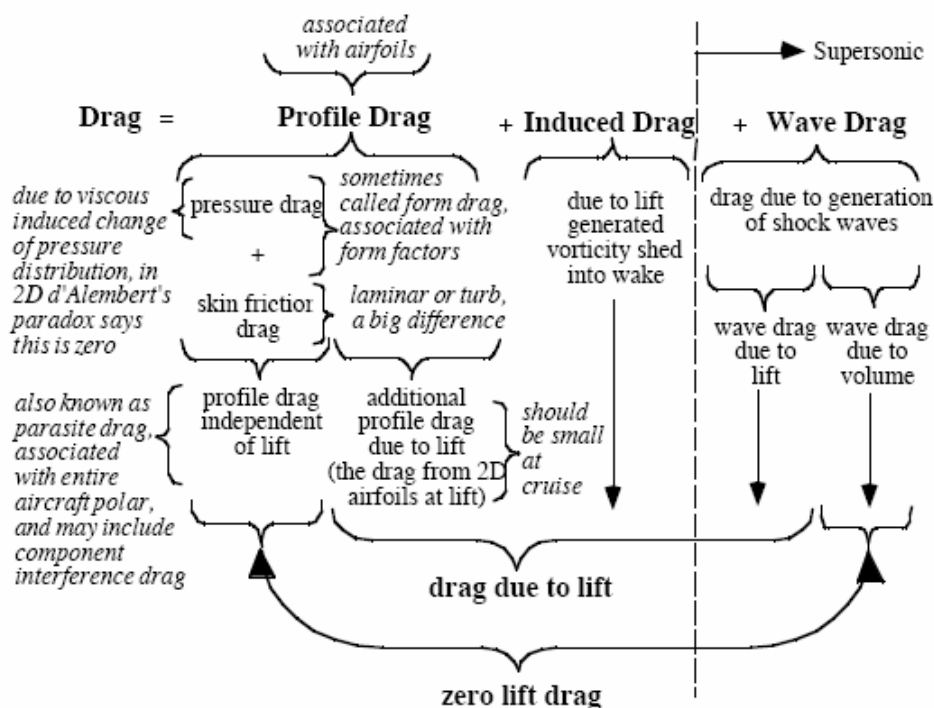 associated
with airfoils
Supersonic
Drag = Profile Drag + Induced Drag + Wave Drag
due to viscous
induced change
of pressure
distribution, in
2D d'Alembert's
paradox says
this is zero
pressure drag
+
skin friction
drag
sometimes
called form drag,
associated with
form factors
laminar or turb,
a big difference
due to lift
generated
vorticity shed
into wake
drag due to generation
of shock waves
wave drag
due to
lift
wave drag
due to
volume
also known as
parasite drag,
associated
with entire
aircraft polar,
and may include
component
interference drag
profile drag
independent
of lift
additional
profile drag
due to lift
(the drag from 2D
airfoils at lift)
should
be small
at
cruise
drag due to lift
zero lift drag